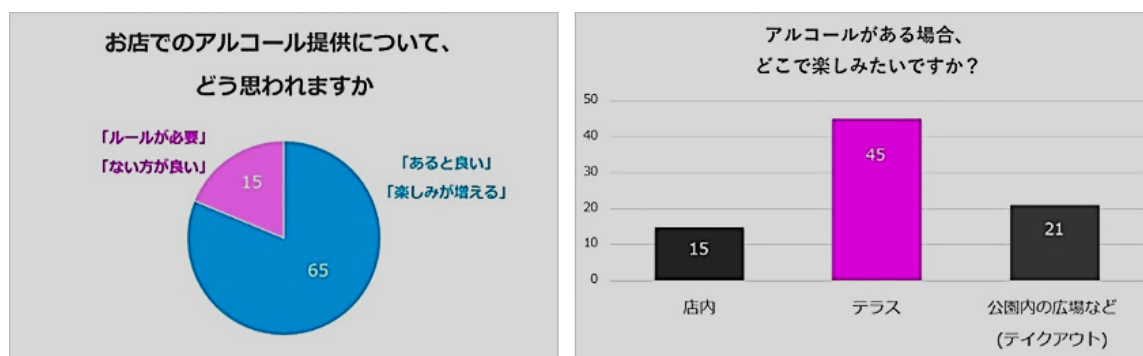 お店でのアルコール提供について、
どう思われますか
「ルールが必要」
「ない方が良い」
15
「あると良い」
「楽しみが増える」
65
アルコールがある場合、
どこで楽しみたいですか？
50
40
30
20
10
0
15
45
21
店内
テラス
公園内の広場など
(テイクアウト)